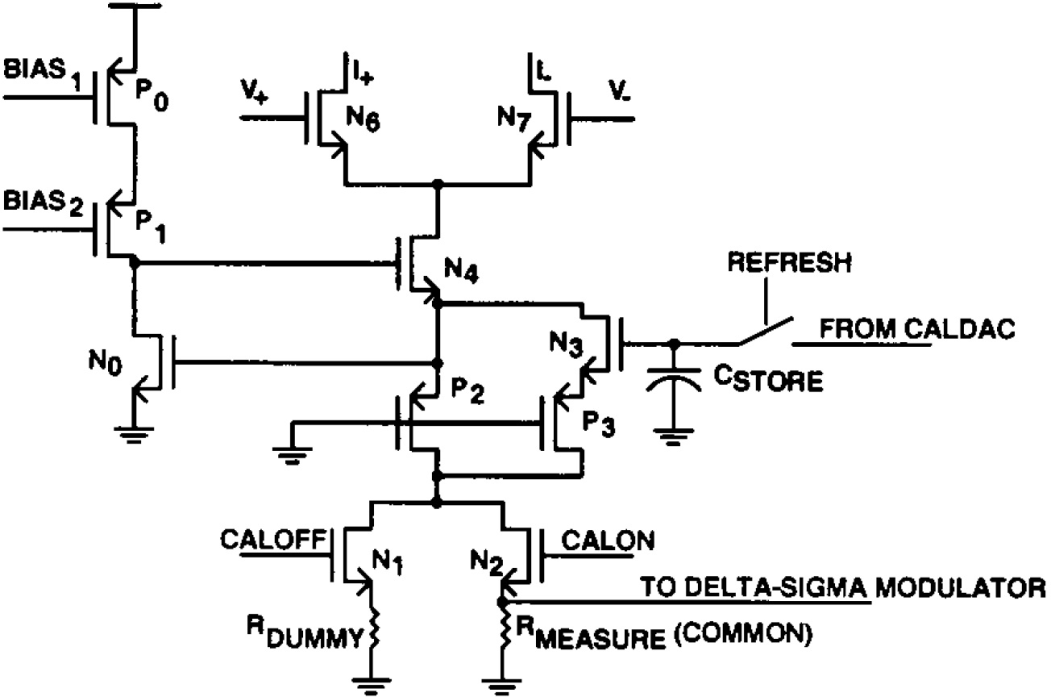 BIAS1
P0
BIAS2
P1
V+
I+
N6
I-
N7
V-
N4
REFRESH
FROM CALDAC
N3
CSTORE
N0
P2
P3
CALOFF
N1
N2
CALON
TO DELTA-SIGMA MODULATOR
RDUMMY
RMEASURE (COMMON)